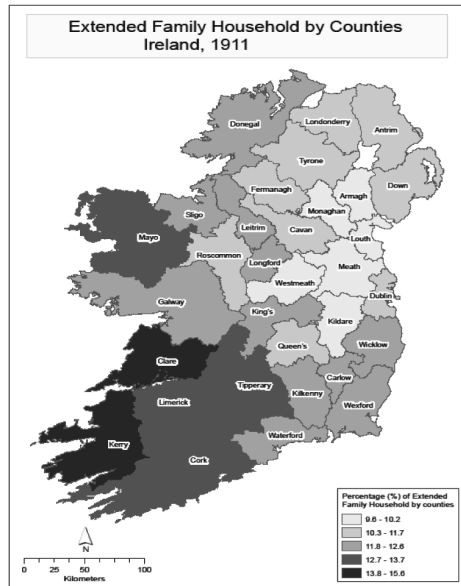 Extended Family Household by Counties
Ireland, 1911
Donegal
Londonderry
Antrim
Tyrone
Fermanagh
Armagh
Down
Monaghan
Sligo
Leitrim
Cavan
Mayo
Louth
Roscommon
Longford
Meath
Westmeath
Galway
Dublin
King's
Kildare
Queen's
Wicklow
Clare
Carlow
Tipperary
Limerick
Kilkenny
Wexford
Waterford
Kerry
Cork
N
0 25 50 100
Kilometers
Percentage (%) of Extended
Family Household by counties
9.6 - 10.2
10.3 - 11.7
11.8 - 12.6
12.7 - 13.7
13.8 - 15.6